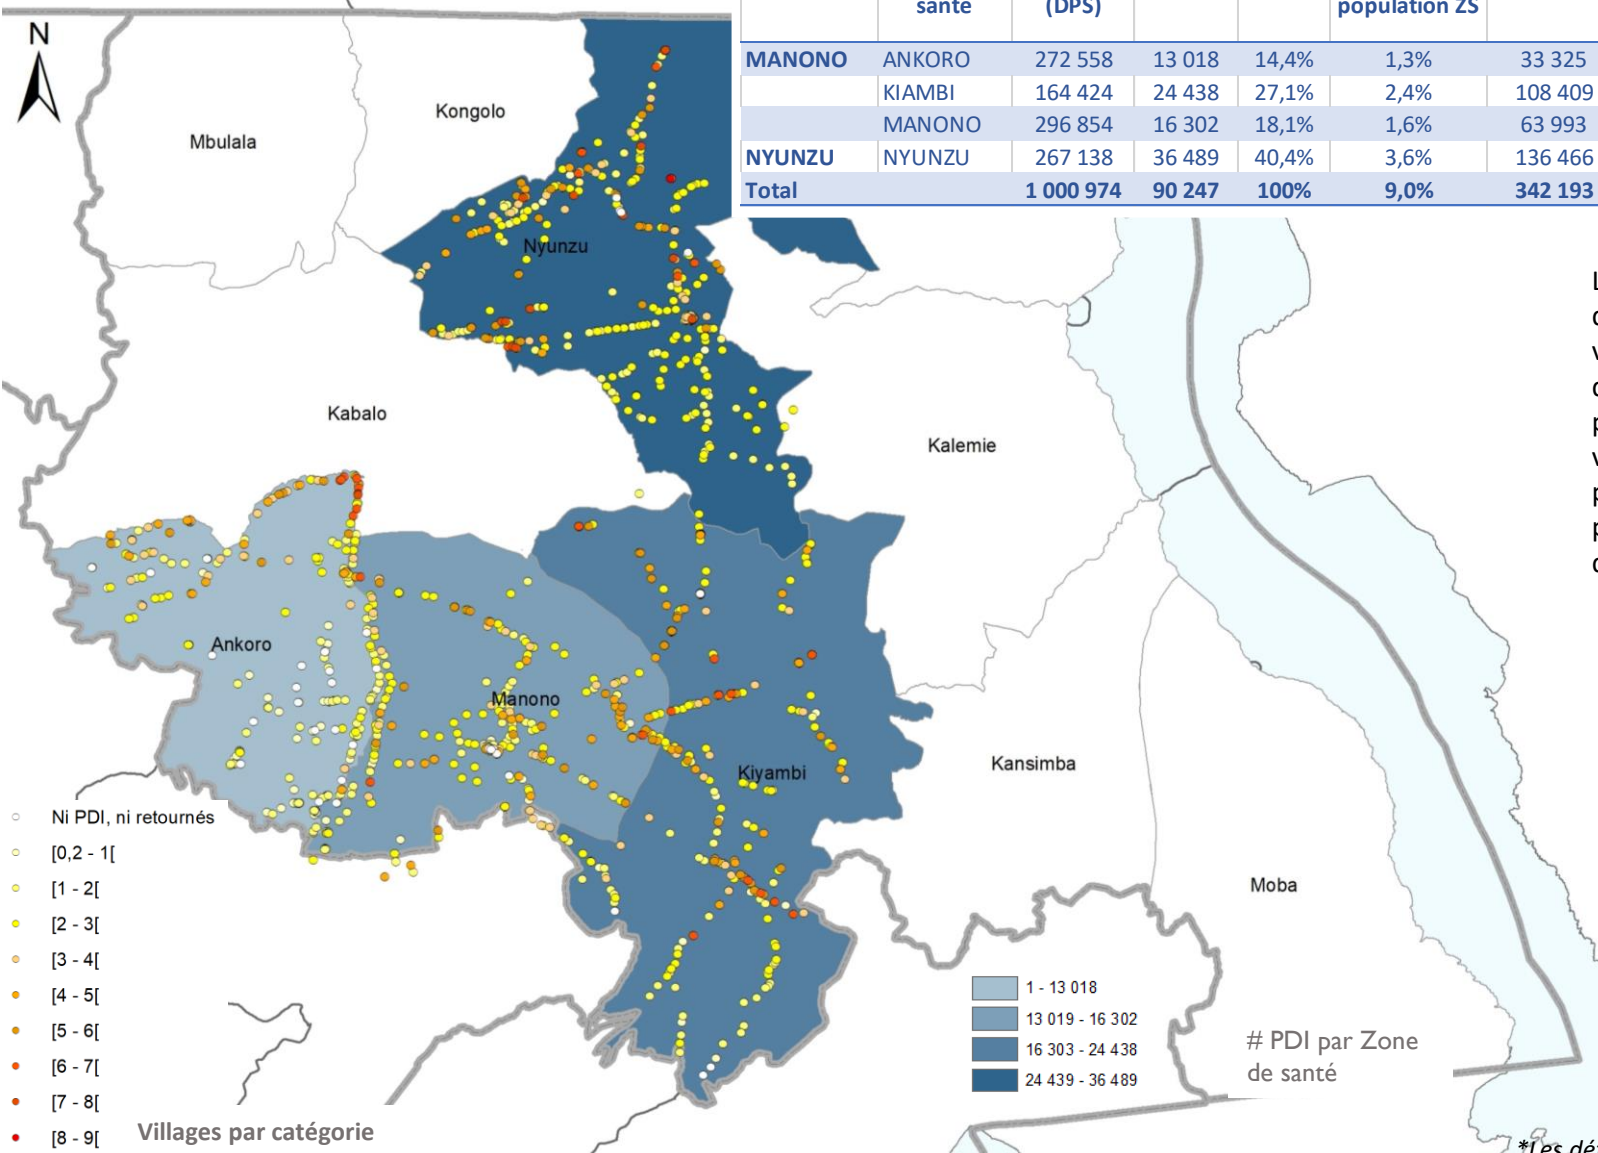 santé (DPS) population ZS
MANONO ANKORO 272 558 13 018 14,4% 1,3% 33 325
KIAMBI 164 424 24 438 27,1% 2,4% 108 409
MANONO 296 854 16 302 18,1% 1,6% 63 993
NYUNZU NYUNZU 267 138 36 489 40,4% 3,6% 136 466
Total 1 000 974 90 247 100% 9,0% 342 193
N
Kongolo
Mbulala
Nyunzu
Kabalo
Kalemie
Ankoro
Manono
Kiyambi
Kansimba
Moba
Ni PDI, ni retournés
[0,2 - 1[
[1 - 2[
[2 - 3[
[3 - 4[
[4 - 5[
[5 - 6[
[6 - 7[
[7 - 8[
[8 - 9[
Villages par catégorie
1 - 13 018
13 019 - 16 302
16 303 - 24 438
24 439 - 36 489
# PDI par Zone
de santé
*Les dé